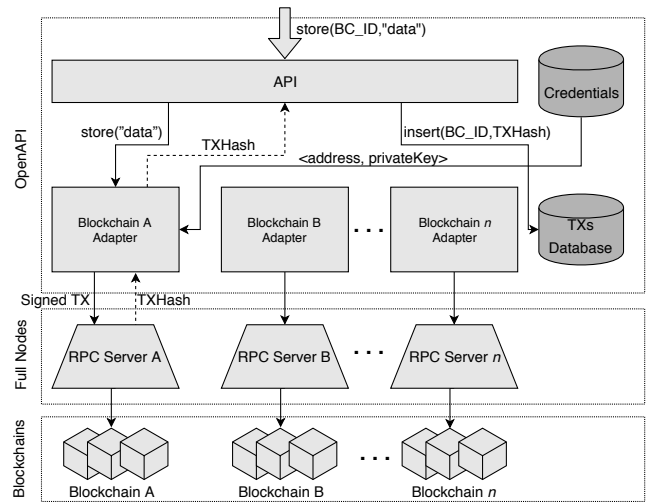 store(BC_ID,"data")
API
Credentials
store("data")
TXHash
insert(BC_ID,TXHash)
<address, privateKey>
OpenAPI
Blockchain A
Adapter
Blockchain B
Adapter
. . .
Blockchain n
Adapter
TXs
Database
Signed TX
TXHash
Full Nodes
RPC Server A
RPC Server B
. . .
RPC Server n
Blockchains
. . .
Blockchain A
Blockchain B
Blockchain n